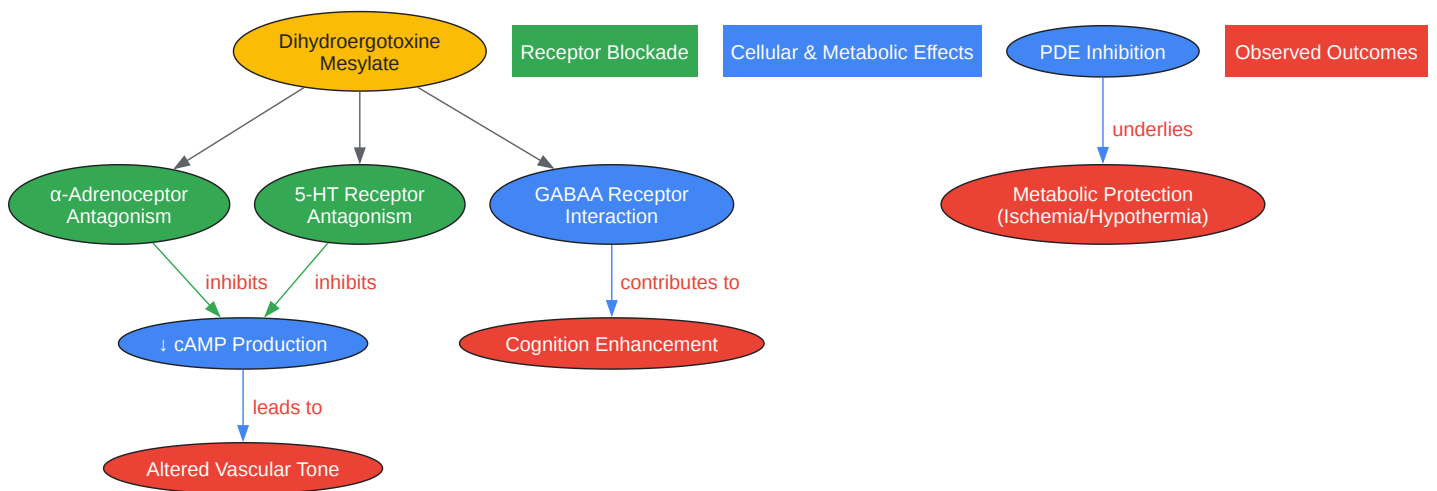 Dihydroergotoxine
Mesylate
Receptor Blockade
Cellular & Metabolic Effects
PDE Inhibition
Observed Outcomes
underlies
α-Adrenoceptor
Antagonism
5-HT Receptor
Antagonism
GABAA Receptor
Interaction
Metabolic Protection
(Ischemia/Hypothermia)
inhibits
inhibits
contributes to
↓ cAMP Production
Cognition Enhancement
leads to
Altered Vascular Tone